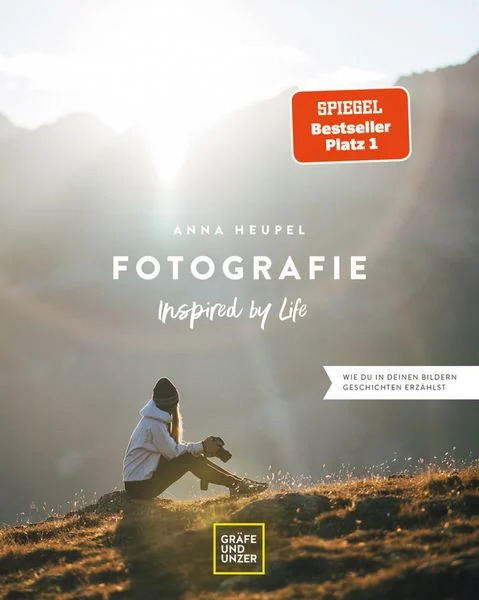 SPIEGEL
Bestseller
Platz 1
ANNA HEUPEL
FOTOGRAFIE
Inspired by Life
WIE DU IN DEINEN BILDERN
GESCHICHTEN ERZÄHLST
GRÄFE
UND
UNZER